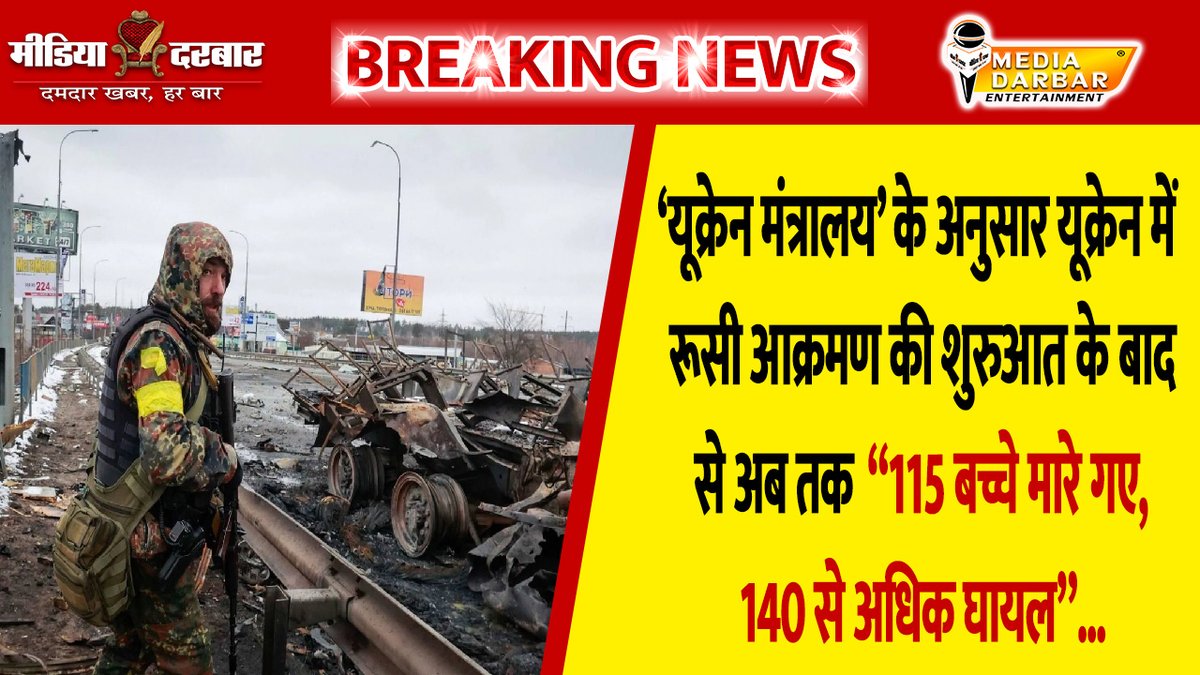 मीडिया दरबार
दमदार खबर, हर बार
BREAKING NEWS
MEDIA
DARBAR
ENTERTAINMENT
®
‘यूक्रेन मंत्रालय’ के अनुसार यूक्रेन में
रूसी आक्रमण की शुरुआत के बाद
से अब तक “115 बच्चे मारे गए,
140 से अधिक घायल”...
224